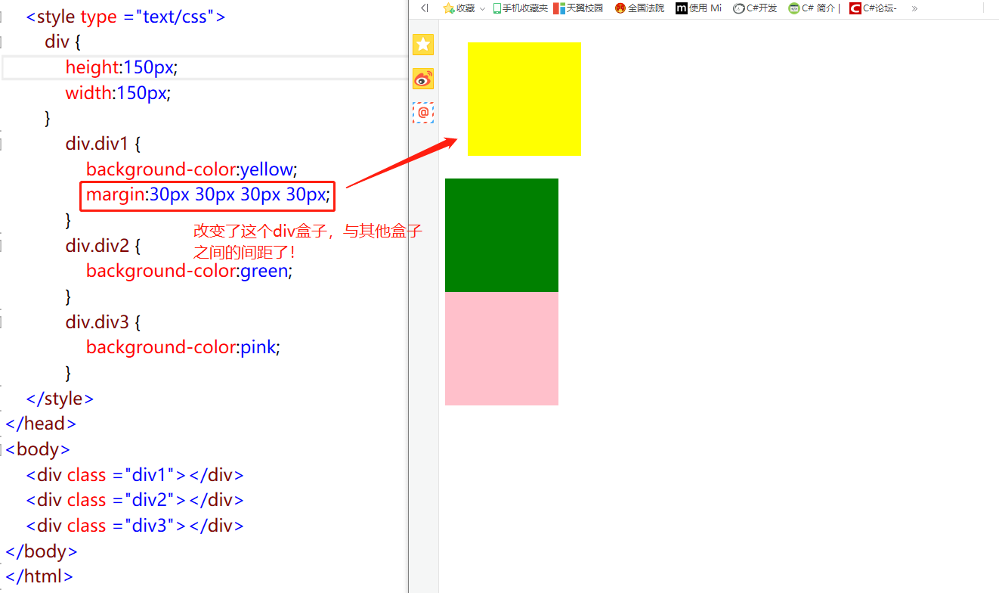 <style type ="text/css">
div {
height:150px;
width:150px;
}
div.div1 {
background-color:yellow;
margin:30px 30px 30px 30px;
}
改变了这个div盒子，与其他盒子
之间的间距了！
div.div2 {
background-color:green;
}
div.div3 {
background-color:pink;
}
</style>
</head>
<body>
<div class ="div1"></div>
<div class ="div2"></div>
<div class ="div3"></div>
</body>
</html>
收藏 手机收藏夹 天翼校园 全国法院 m 使用 Mi C#开发 C# 简介 | C C#论坛- »
@